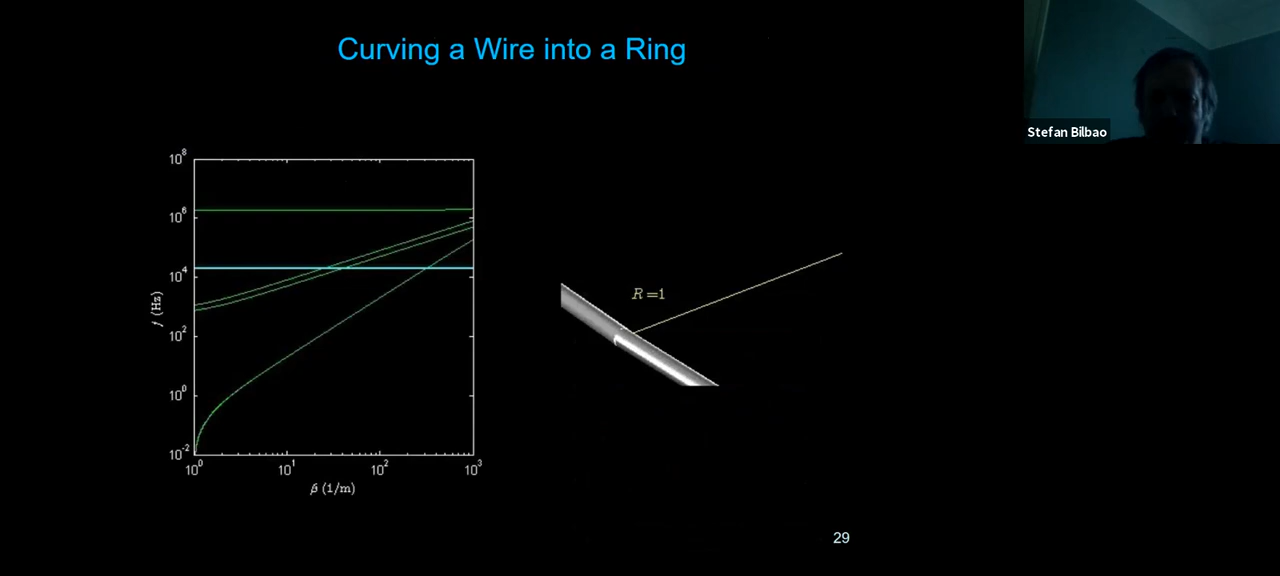 Curving a Wire into a Ring
Stefan Bilbao
10^8
10^6
10^4
10^2
10^0
10^-2
f (Hz)
10^0 10^1 10^2 10^3
β (1/m)
R=1
29